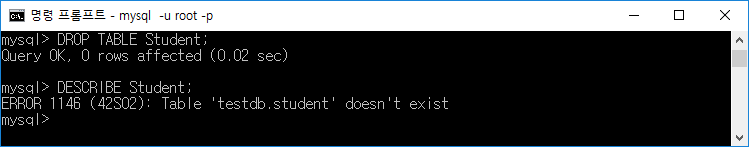 명령 프롬프트 - mysql  -u root -p
mysql> DROP TABLE Student;
Query OK, 0 rows affected (0.02 sec)
mysql> DESCRIBE Student;
ERROR 1146 (42S02): Table 'testdb.student' doesn't exist
mysql>